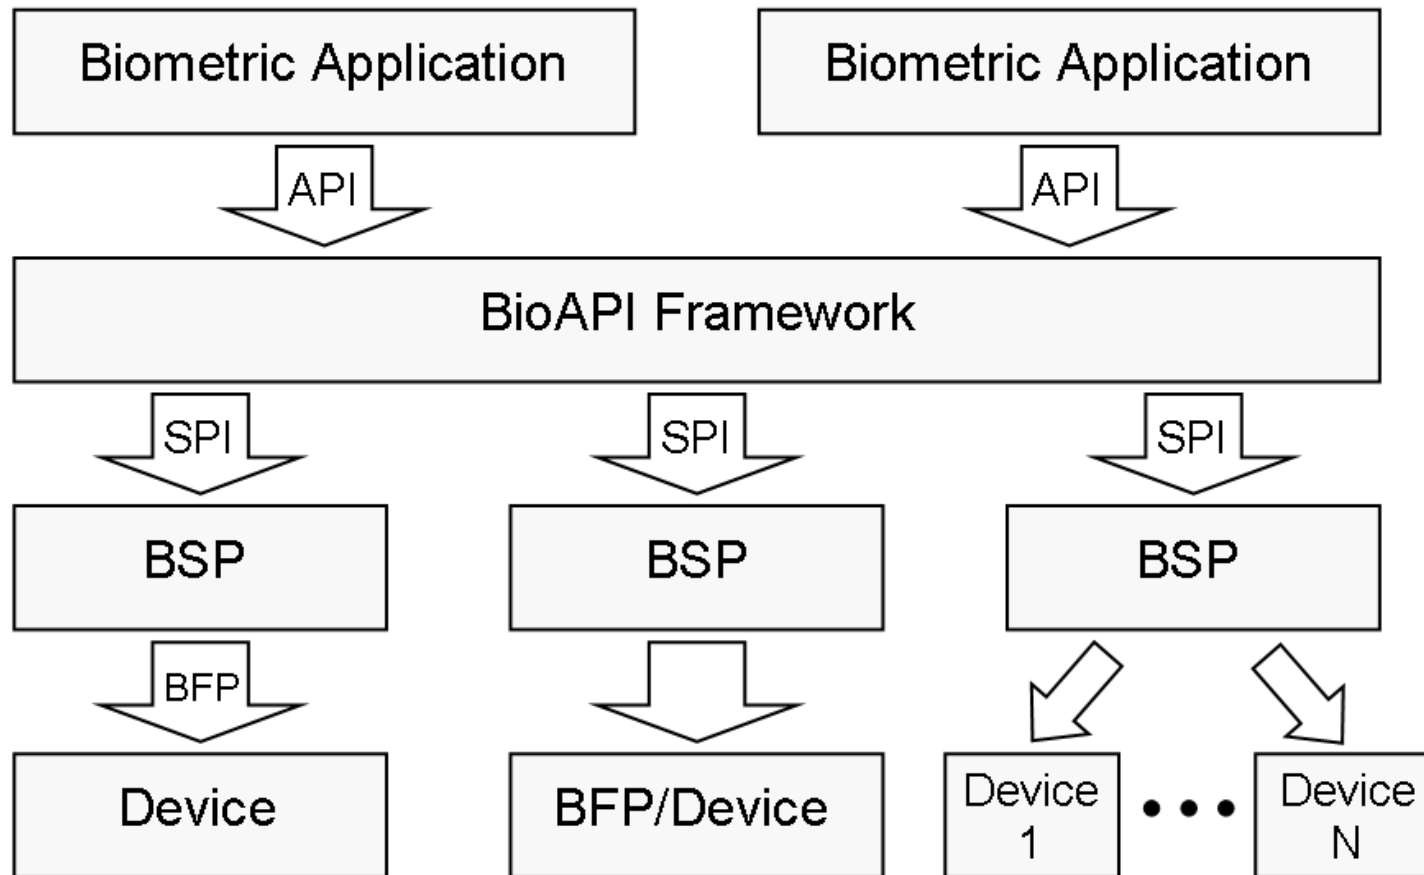 Biometric Application
Biometric Application
API
API
BioAPI Framework
SPI
SPI
SPI
BSP
BSP
BSP
BFP
Device
BFP/Device
Device
1
Device
N